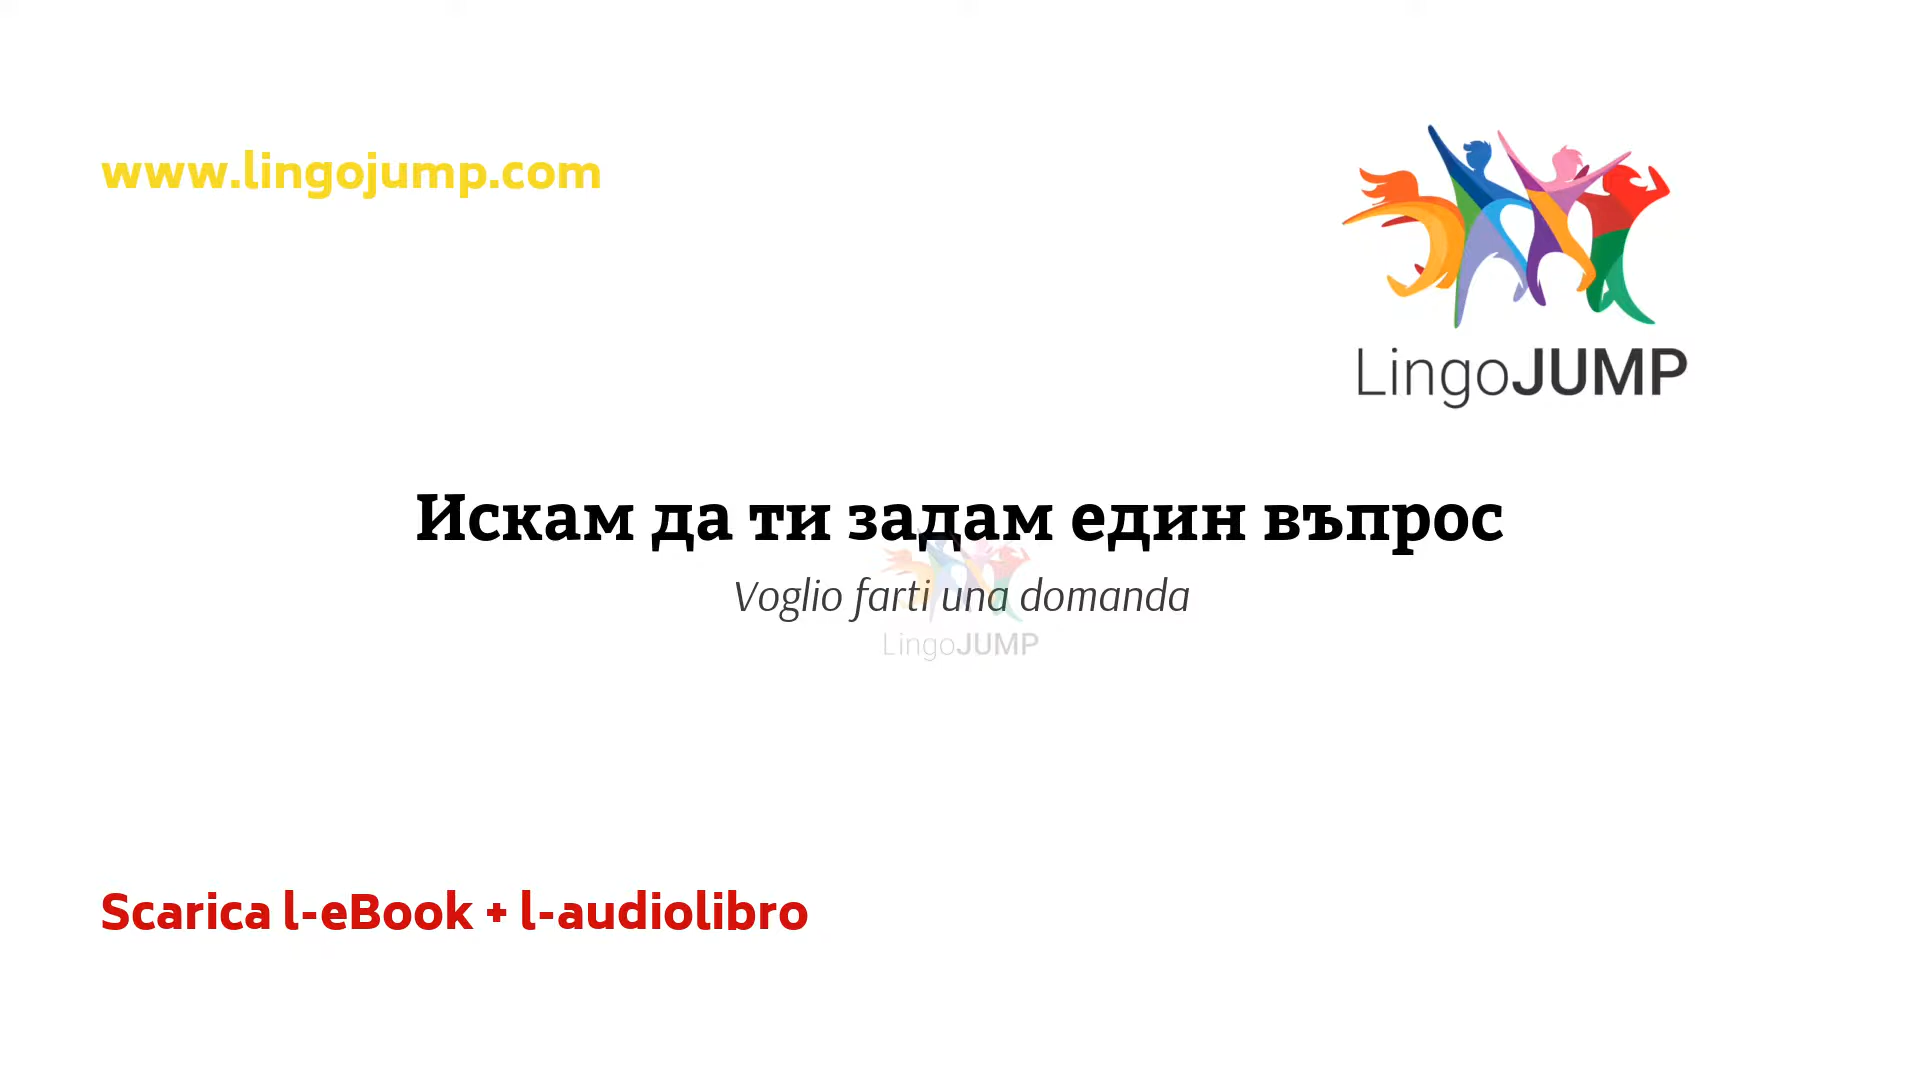 www.lingojump.com
LingoJUMP
Искам да ти задам един въпрос
Voglio farti una domanda
LingoJUMP
Scarica l-eBook + l-audiolibro